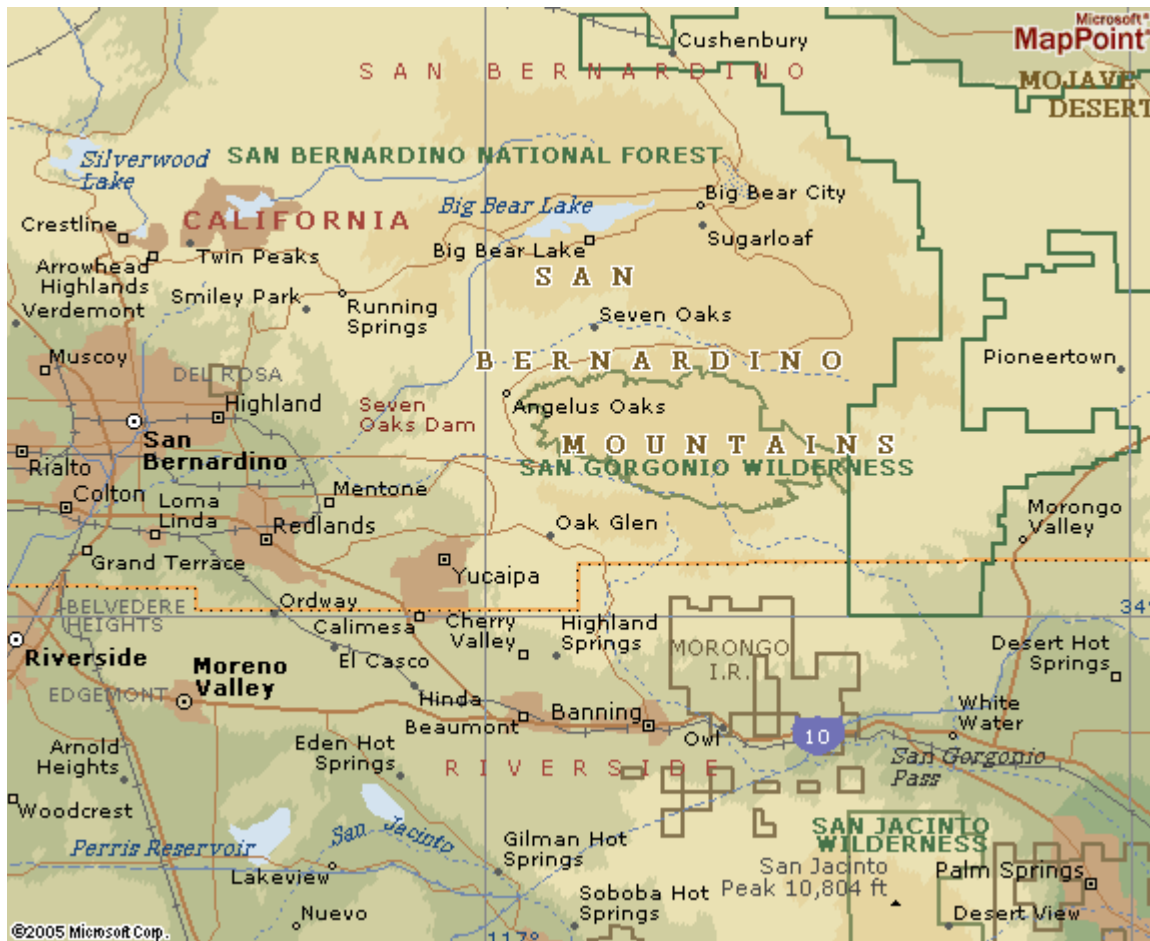 Microsoft®
MapPoint®
Cushenbury
SAN BERNARDINO
MOJAVE
DESERT
Silverwood
Lake
SAN BERNARDINO NATIONAL FOREST
Big Bear City
Big Bear Lake
CALIFORNIA
Crestline
Sugarloaf
Twin Peaks
Big Bear Lake
Arrowhead
Highlands
SAN
Smiley Park
Running
Springs
Verdemont
Seven Oaks
Muscoy
BERNARDINO
Pioneertown
DEL ROSA
Highland
Seven
Oaks Dam
Angelus Oaks
San
Bernardino
MOUNTAINS
SAN GORGONIO WILDERNESS
Rialto
Colton
Loma
Linda
Mentone
Redlands
Oak Glen
Morongo
Valley
Grand Terrace
Yucaipa
BELVEDERE
HEIGHTS
Ordway
Calimesa
Cherry
Valley
Highland
Springs
34°
Riverside
Moreno
Valley
El Casco
MORONGO
I.R.
Desert Hot
Springs
EDGEMONT
Hinda
Beaumont
Banning
Owl
10
White
Water
Arnold
Heights
Eden Hot
Springs
RIVERSIDE
San Gorgonio
Pass
Woodcrest
Perris Reservoir
San Jacinto
Gilman Hot
Springs
SAN JACINTO
WILDERNESS
Lakeview
San Jacinto
Peak 10,804 ft
Palm Springs
Nuevo
Soboba Hot
Springs
Desert View
117°
©2005 Microsoft Corp.